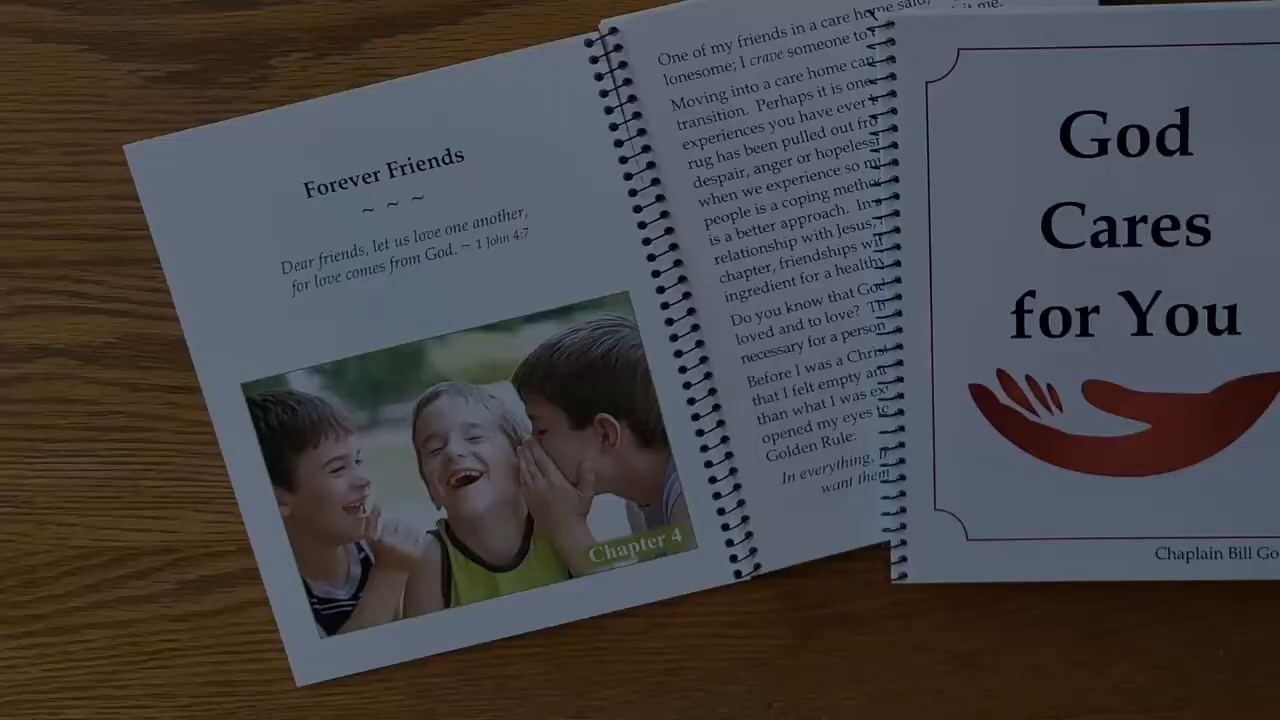 Forever Friends
~ ~ ~
Dear friends, let us love one another,
for love comes from God. ~ 1 John 4:7
Chapter 4
One of my friends in a care home said,
it me.
lonesome; I crave someone to
Moving into a care home can
transition. Perhaps it is one
experiences you have ever
rug has been pulled out fro
despair, anger or hopeless
when we experience so
people is a coping metho
is a better approach. In
relationship with Jesus,
chapter, friendships wi
ingredient for a health
Do you know that God
loved and to love? Th
necessary for a person
Before I was a Chris
that I felt empty an
than what I was ex
opened my eyes
Golden Rule:
In everything,
want them
God
Cares
for You
Chaplain Bill Go